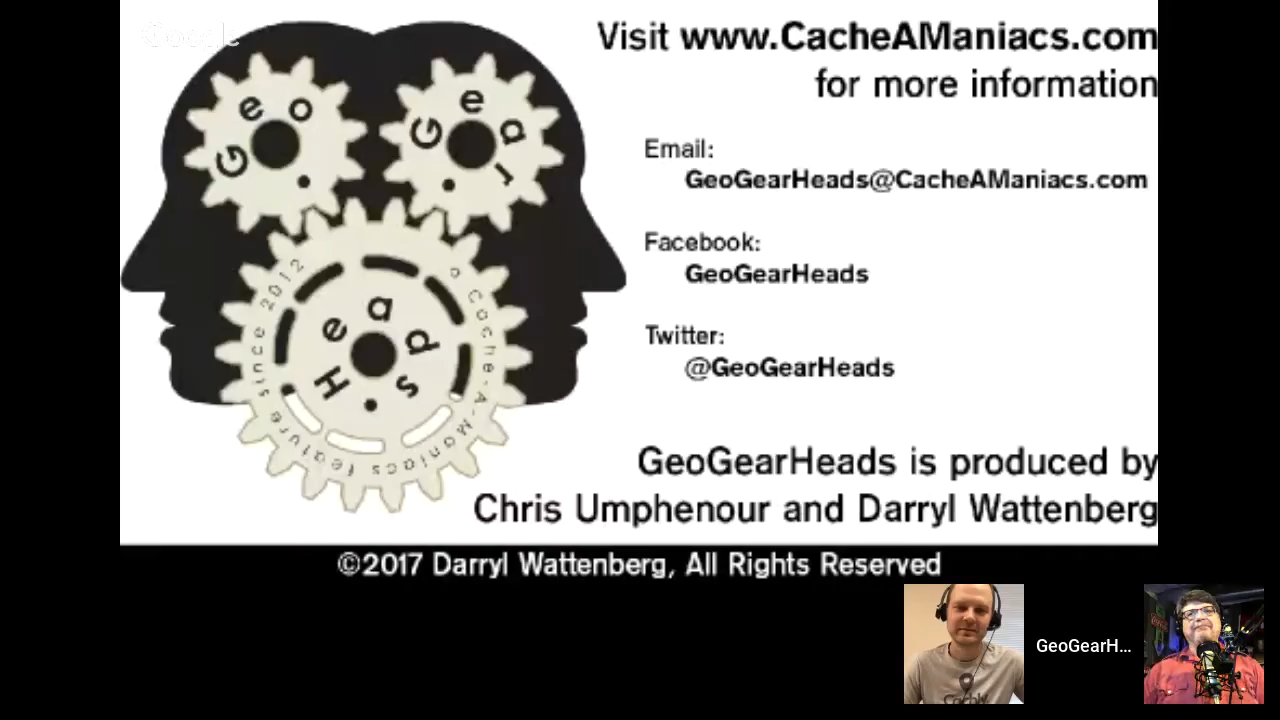 Google
Visit www.CacheAManiacs.com
for more information
Geo
Gear
Heads
a Cache-A-Maniacs feature since 2012
Email:
GeoGearHeads@CacheAManiacs.com
Facebook:
GeoGearHeads
Twitter:
@GeoGearHeads
GeoGearHeads is produced by
Chris Umphenour and Darryl Wattenberg
©2017 Darryl Wattenberg, All Rights Reserved
GeoGearH...